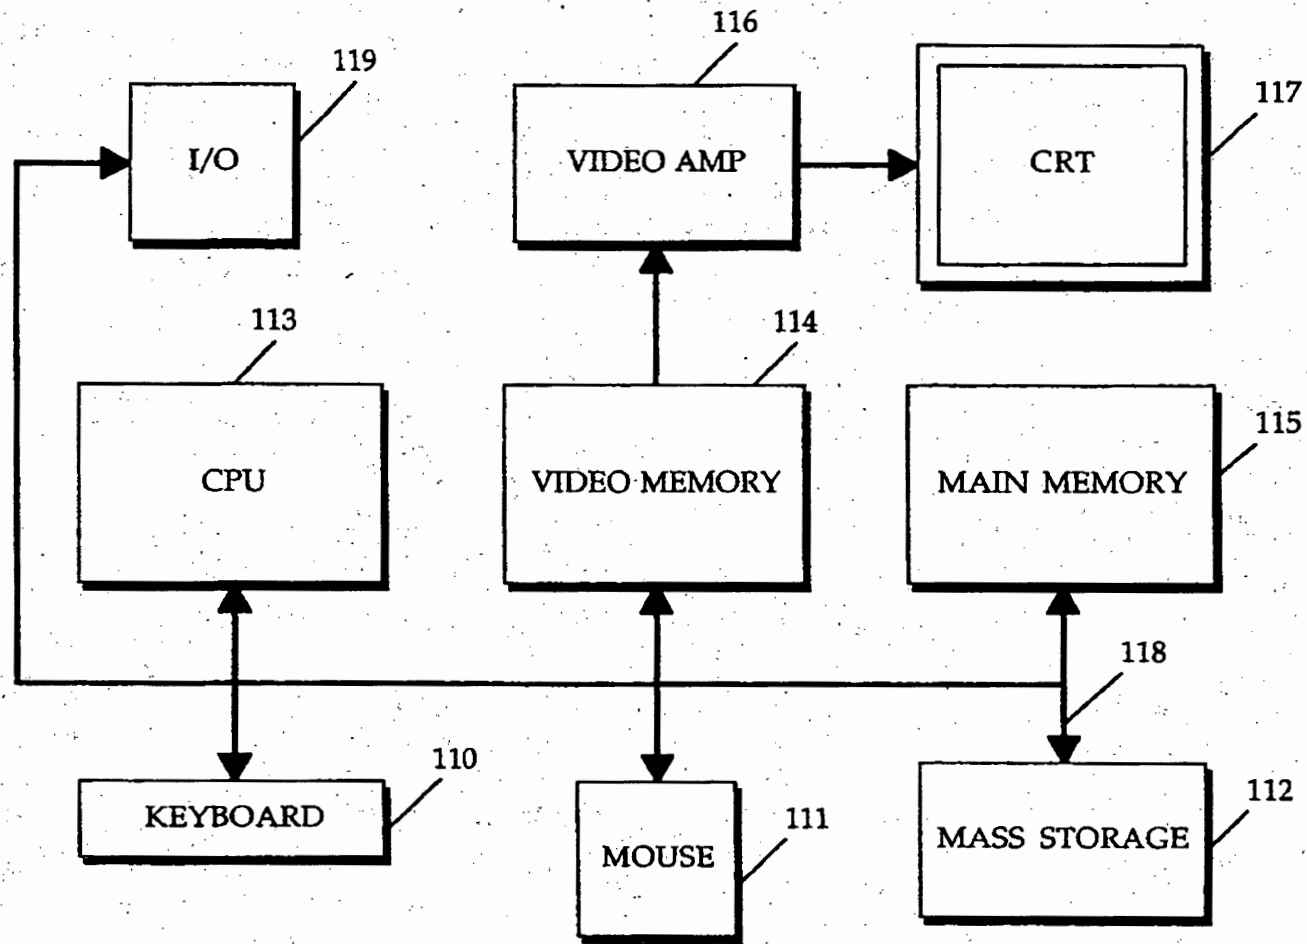 116
119
117
I/O
VIDEO AMP
CRT
113
114
115
CPU
VIDEO MEMORY
MAIN MEMORY
118
110
112
111
KEYBOARD
MASS STORAGE
MOUSE